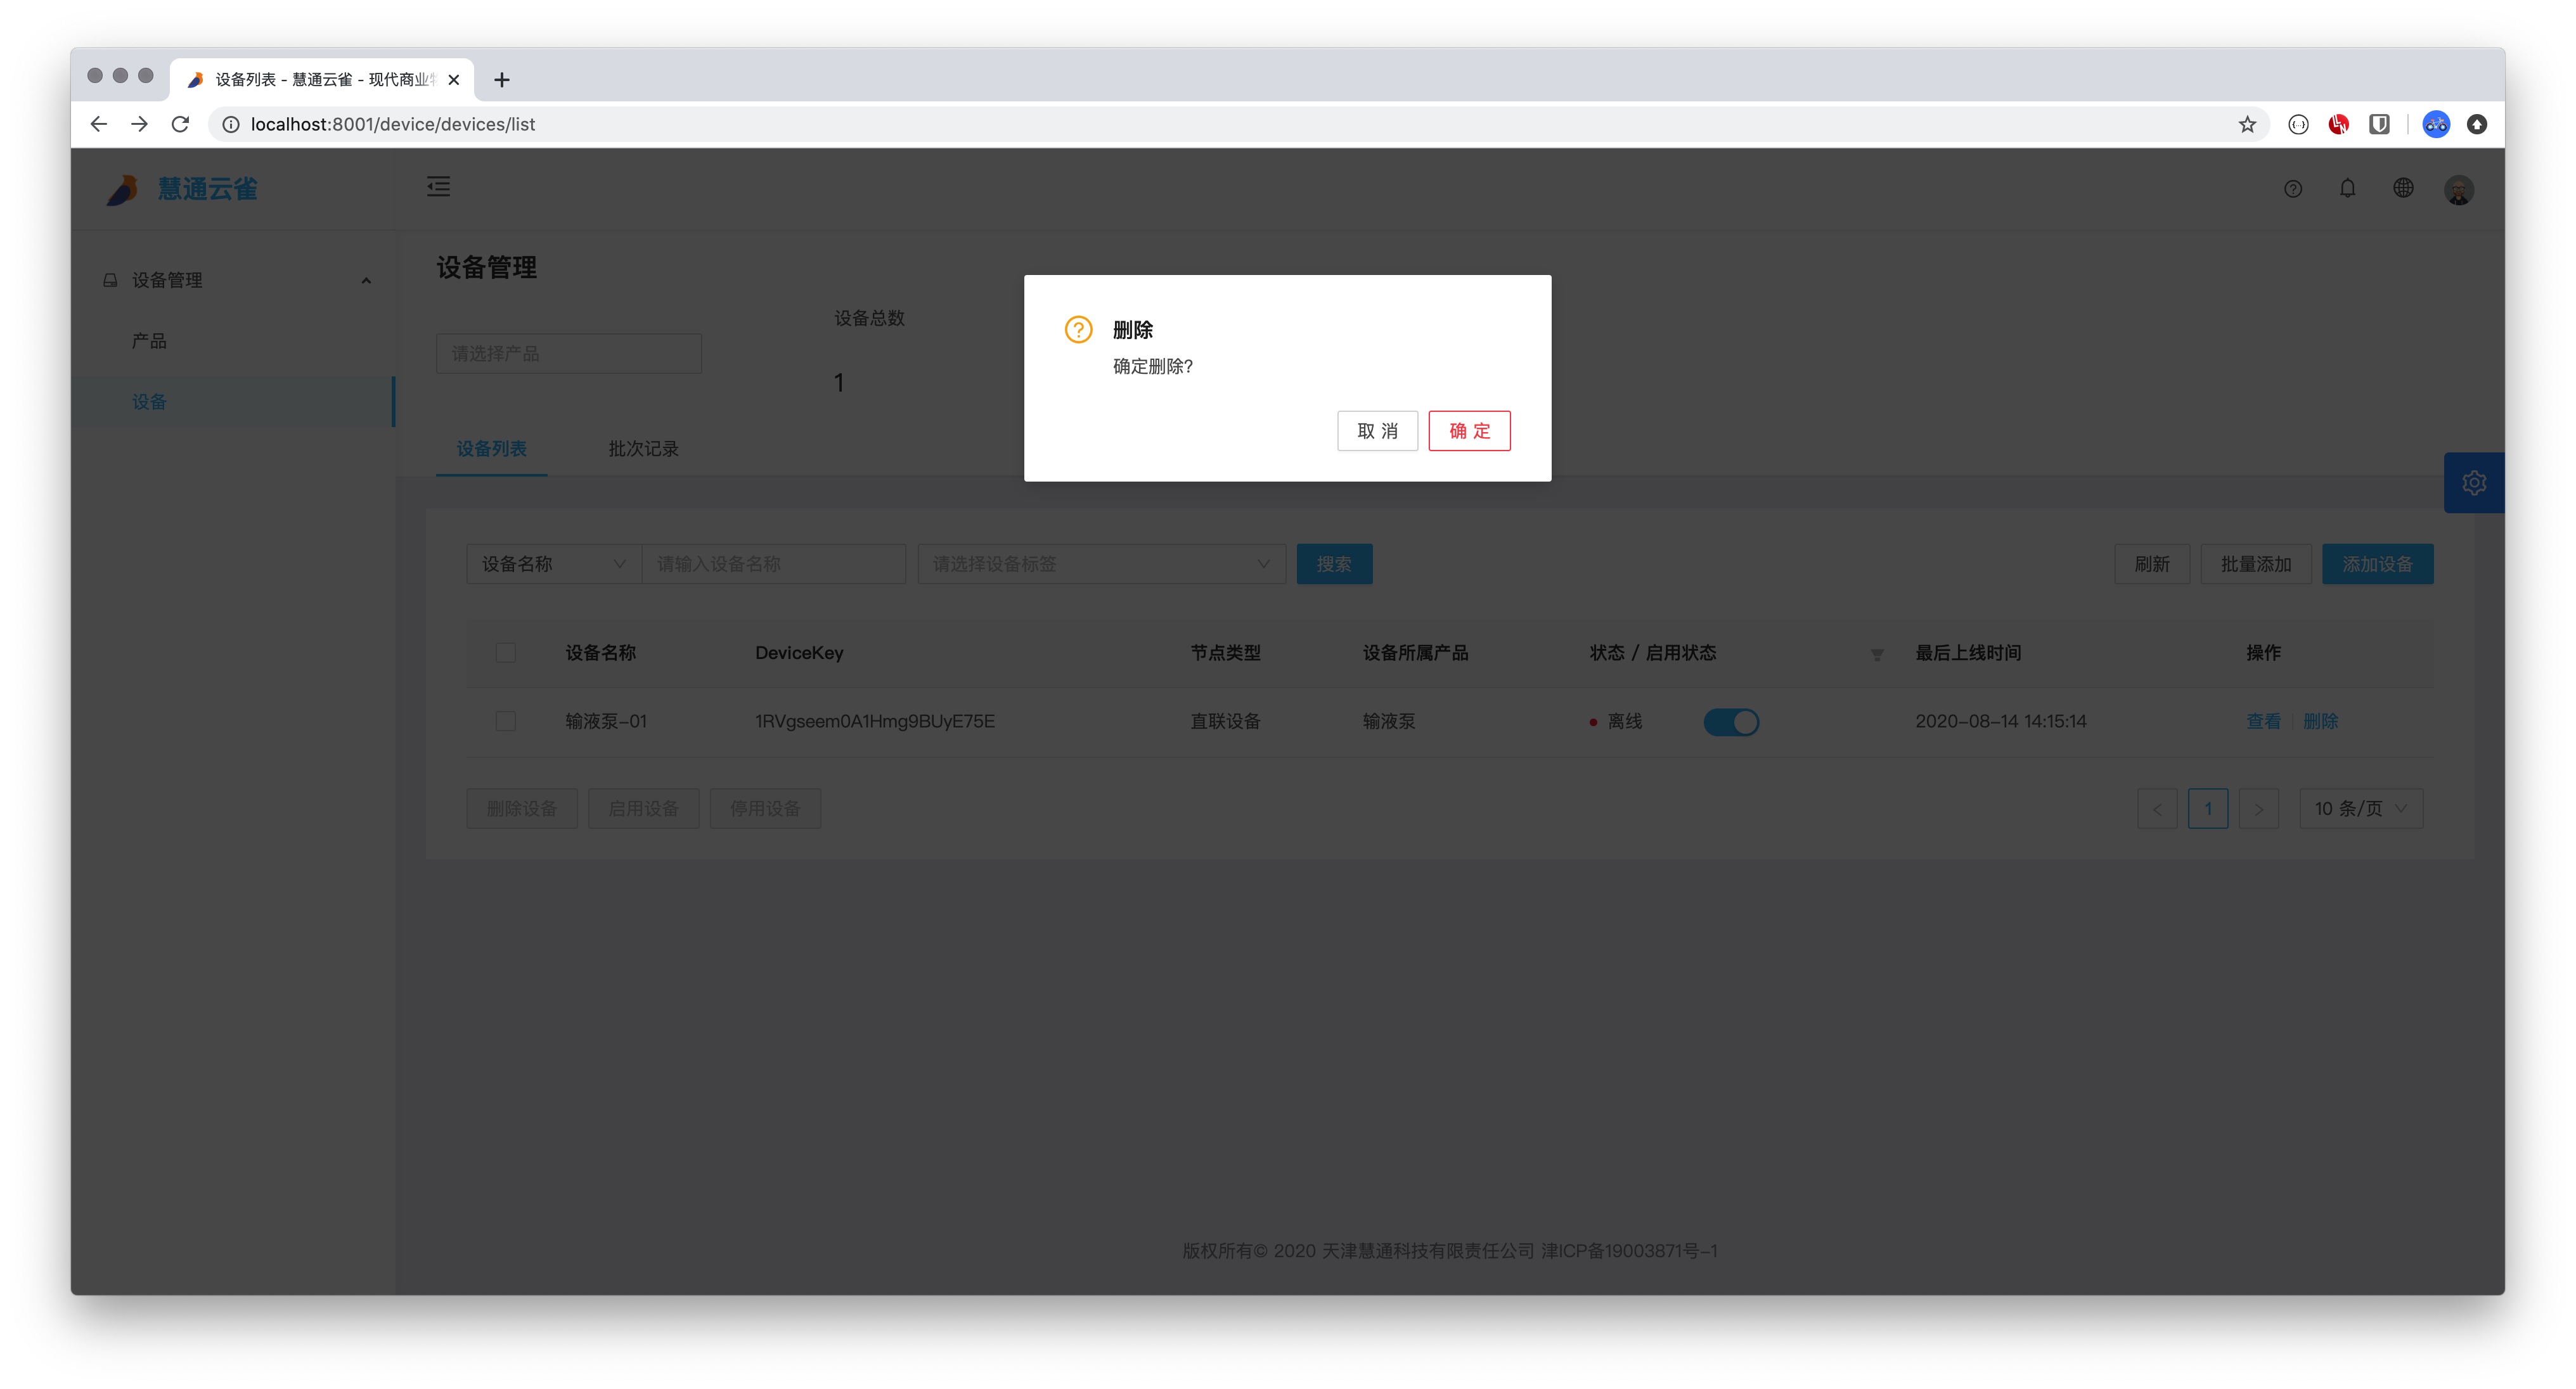 设备列表 - 慧通云雀 - 现代商业
localhost:8001/device/devices/list
慧通云雀
设备管理
产品
设备
设备管理
请选择产品
设备总数
1
设备列表 批次记录
删除
确定删除?
取 消 确 定
设备名称 请输入设备名称 请选择设备标签 搜索 刷新 批量添加 添加设备
设备名称 DeviceKey 节点类型 设备所属产品 状态 / 启用状态 最后上线时间 操作
输液泵-01 1RVgseem0A1Hmg9BUyE75E 直联设备 输液泵 离线 2020-08-14 14:15:14 查看 删除
删除设备 启用设备 停用设备 < 1 > 10 条/页
版权所有© 2020 天津慧通科技有限责任公司 津ICP备19003871号-1